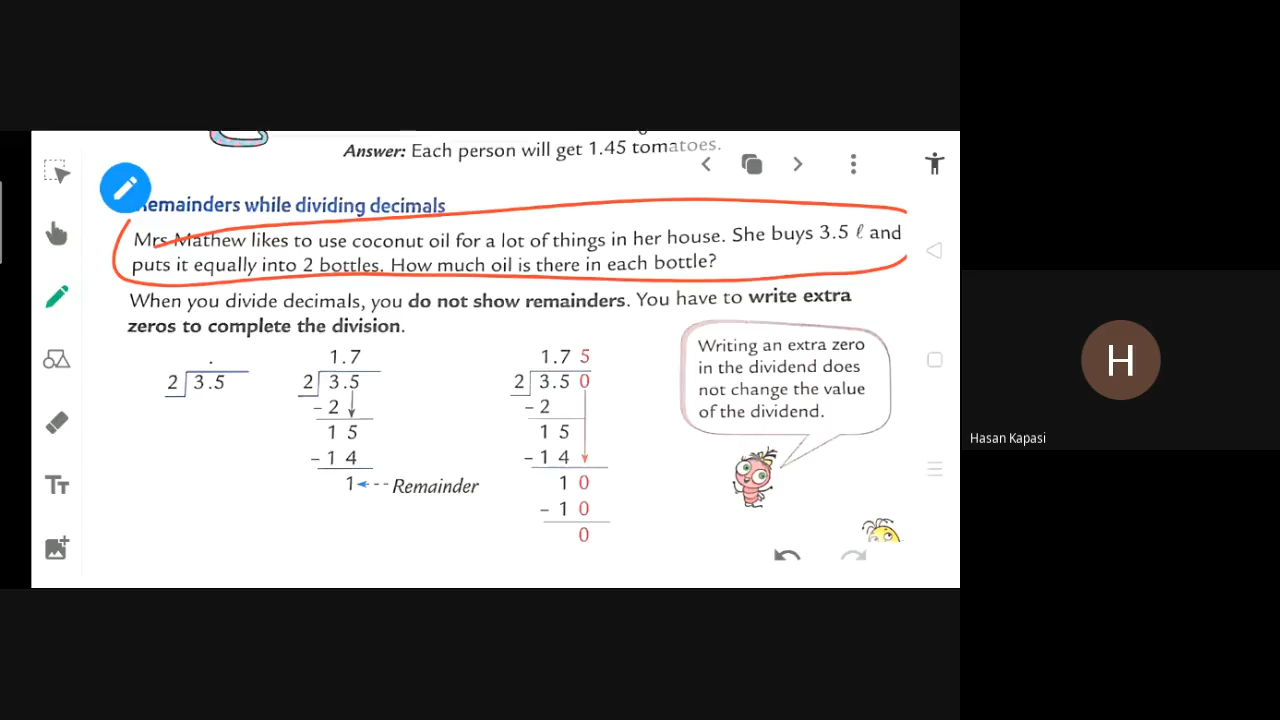 Answer: Each person will get 1.45 tomatoes.
Remainders while dividing decimals
Mrs Mathew likes to use coconut oil for a lot of things in her house. She buys 3.5 ℓ and
puts it equally into 2 bottles. How much oil is there in each bottle?
When you divide decimals, you do not show remainders. You have to write extra
zeros to complete the division.
.
2 3.5
1.7
2 3.5
- 2
1 5
- 1 4
1 Remainder
1.7 5
2 3.5 0
- 2
1 5
- 1 4
1 0
- 1 0
0
Writing an extra zero
in the dividend does
not change the value
of the dividend.
TT
H
Hasan Kapasi